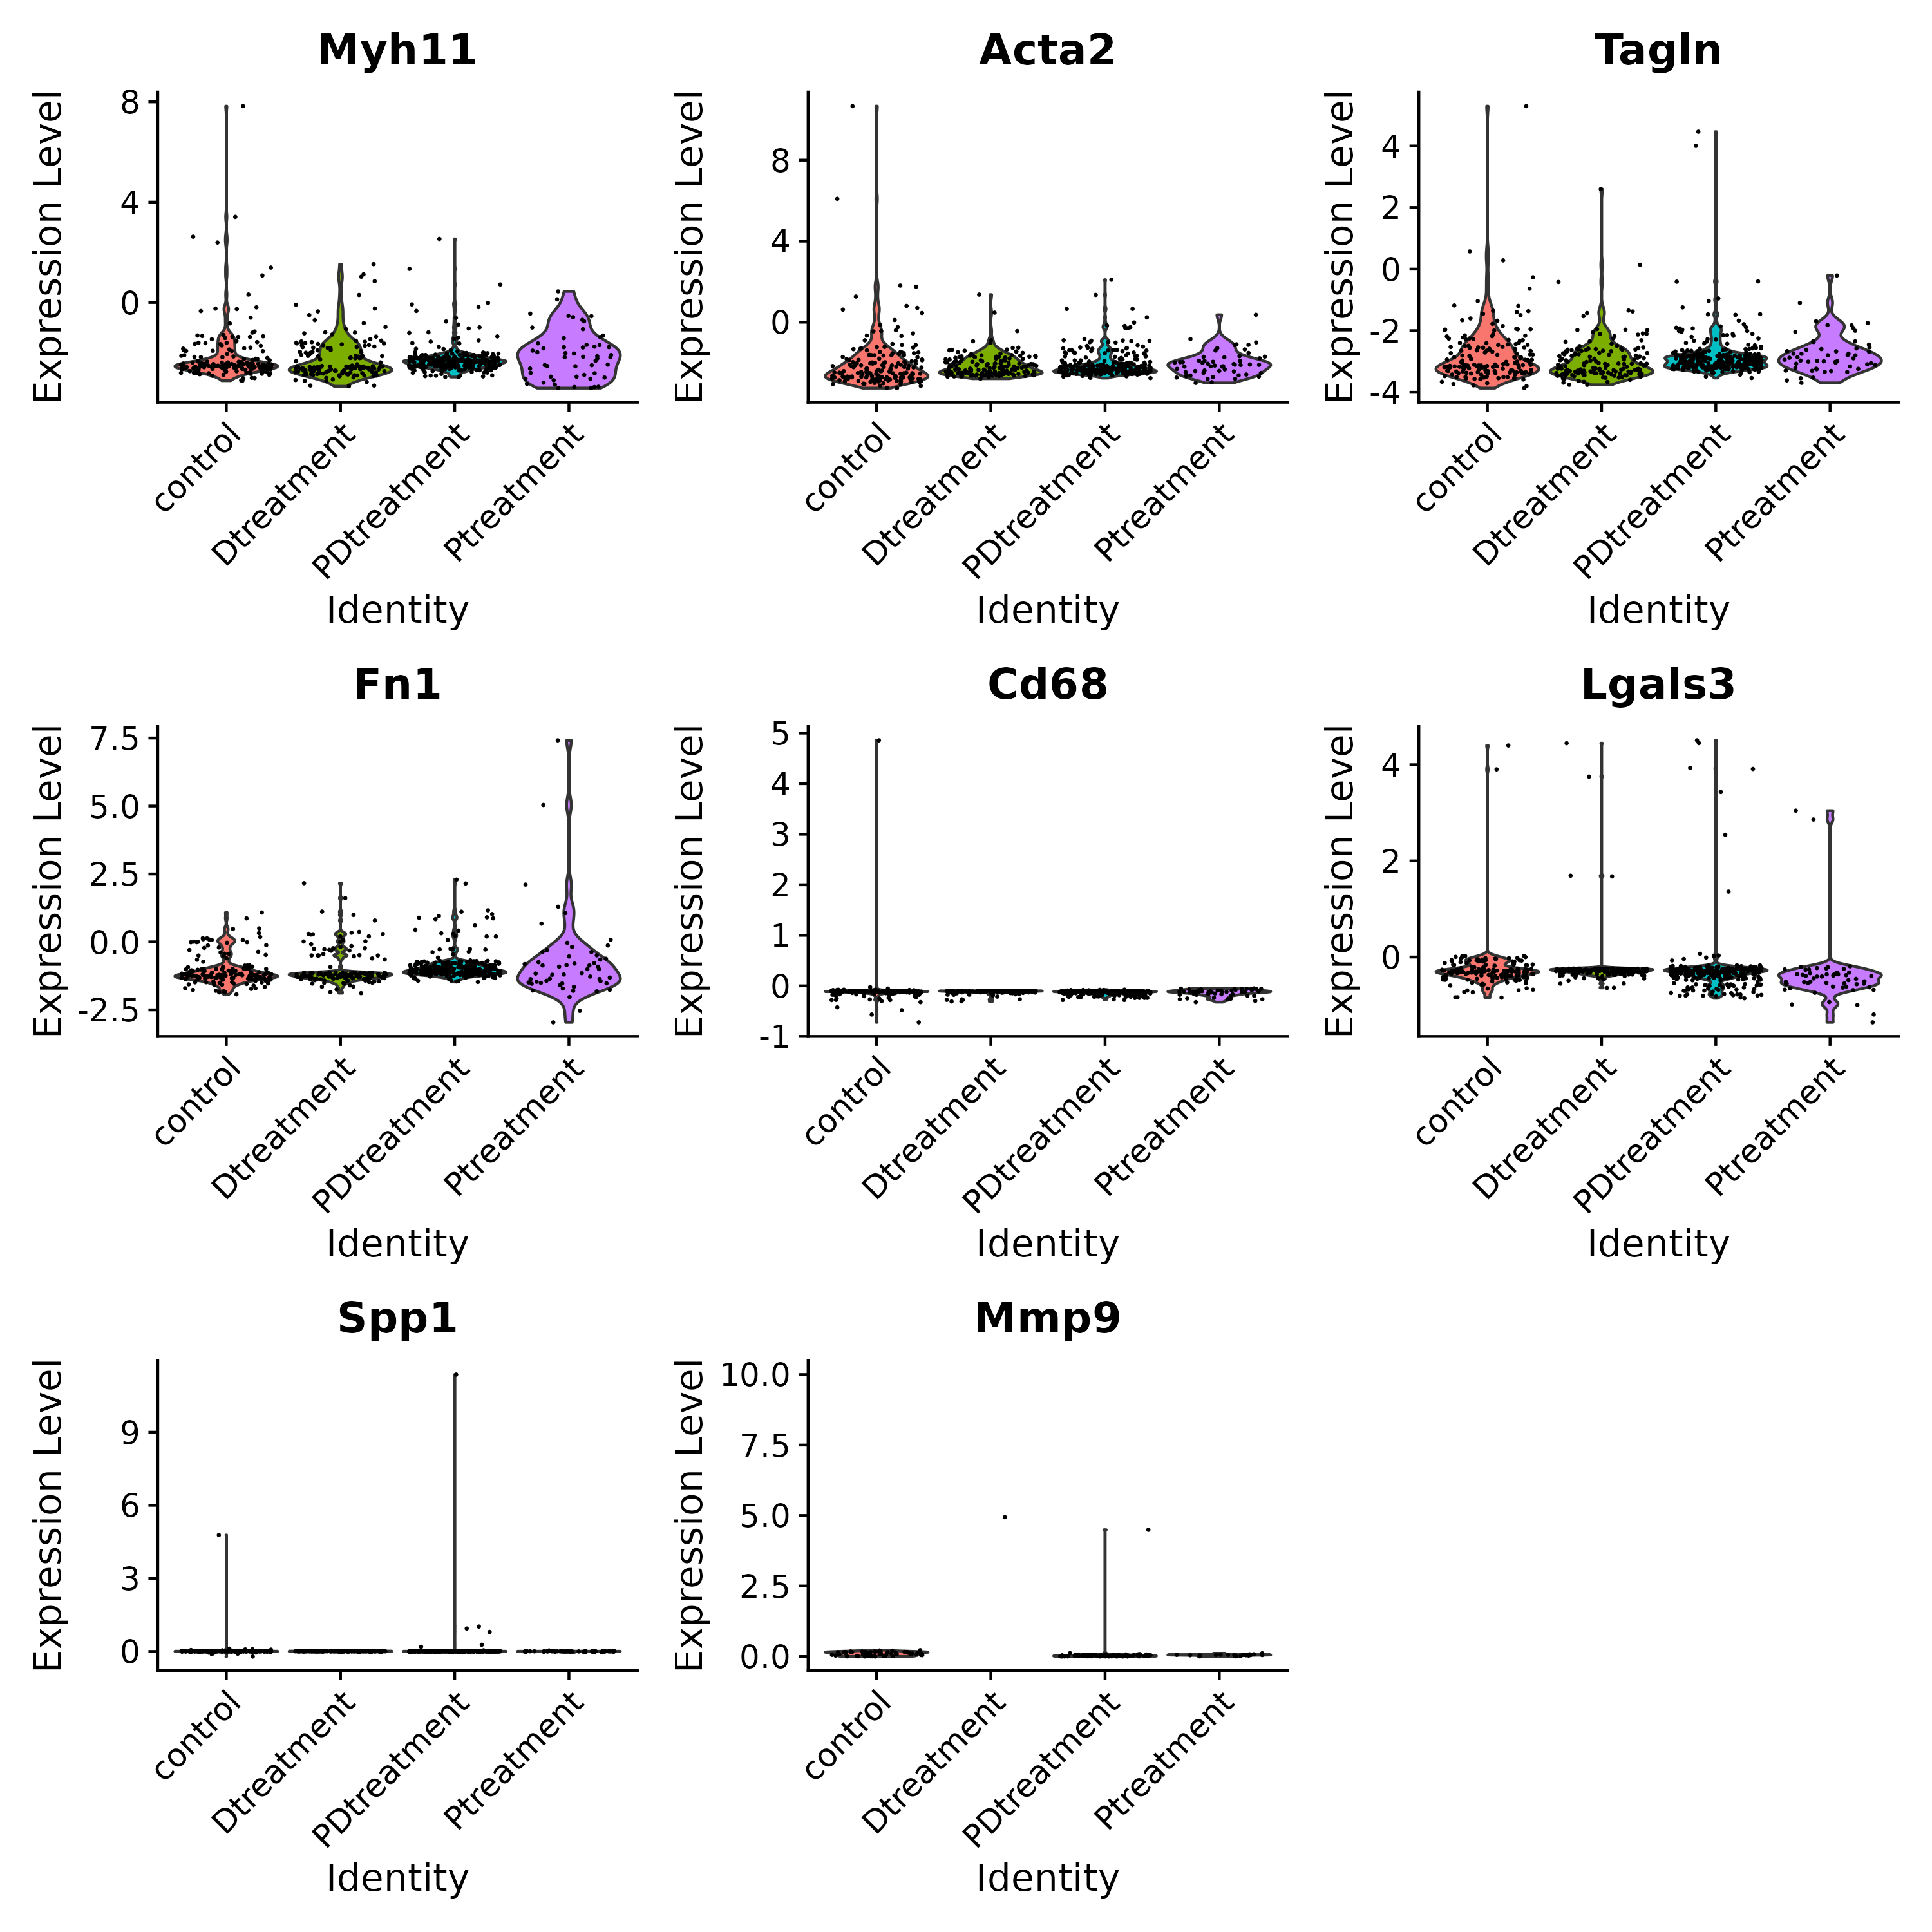 Myh11
Expression Level
8
4
0
control
Dtreatment
PDtreatment
Ptreatment
Identity
Acta2
Expression Level
8
4
0
control
Dtreatment
PDtreatment
Ptreatment
Identity
Tagln
Expression Level
4
2
0
-2
-4
control
Dtreatment
PDtreatment
Ptreatment
Identity
Fn1
Expression Level
7.5
5.0
2.5
0.0
-2.5
control
Dtreatment
PDtreatment
Ptreatment
Identity
Cd68
Expression Level
5
4
3
2
1
0
-1
control
Dtreatment
PDtreatment
Ptreatment
Identity
Lgals3
Expression Level
4
2
0
control
Dtreatment
PDtreatment
Ptreatment
Identity
Spp1
Expression Level
9
6
3
0
control
Dtreatment
PDtreatment
Ptreatment
Identity
Mmp9
Expression Level
10.0
7.5
5.0
2.5
0.0
control
Dtreatment
PDtreatment
Ptreatment
Identity